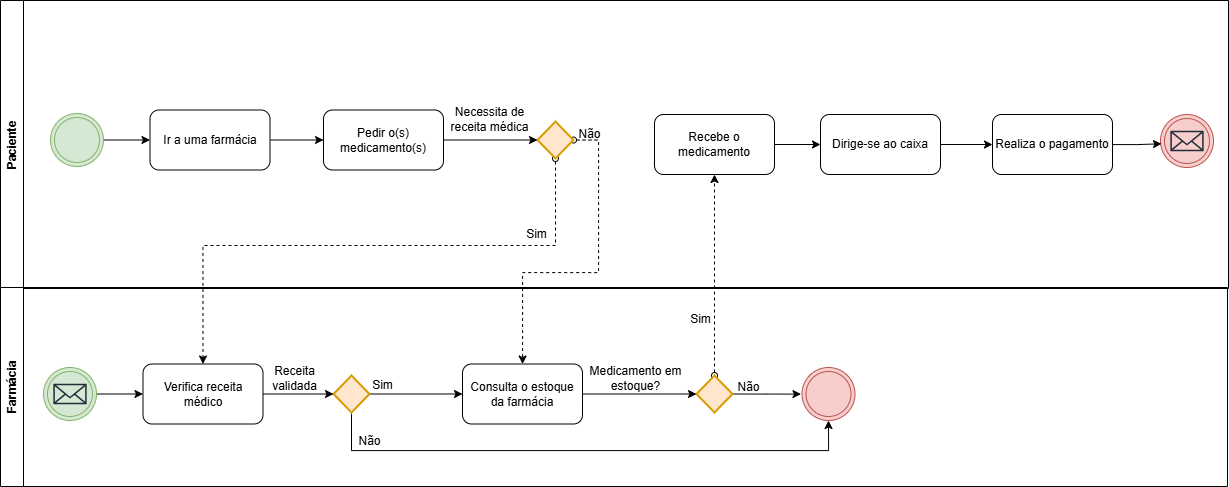 Paciente
Ir a uma farmácia
Pedir o(s)
medicamento(s)
Necessita de
receita médica
Não
Sim
Recebe o
medicamento
Dirige-se ao caixa
Realiza o pagamento
Farmácia
Verifica receita
médico
Receita
validada
Sim
Não
Consulta o estoque
da farmácia
Medicamento em
estoque?
Sim
Não